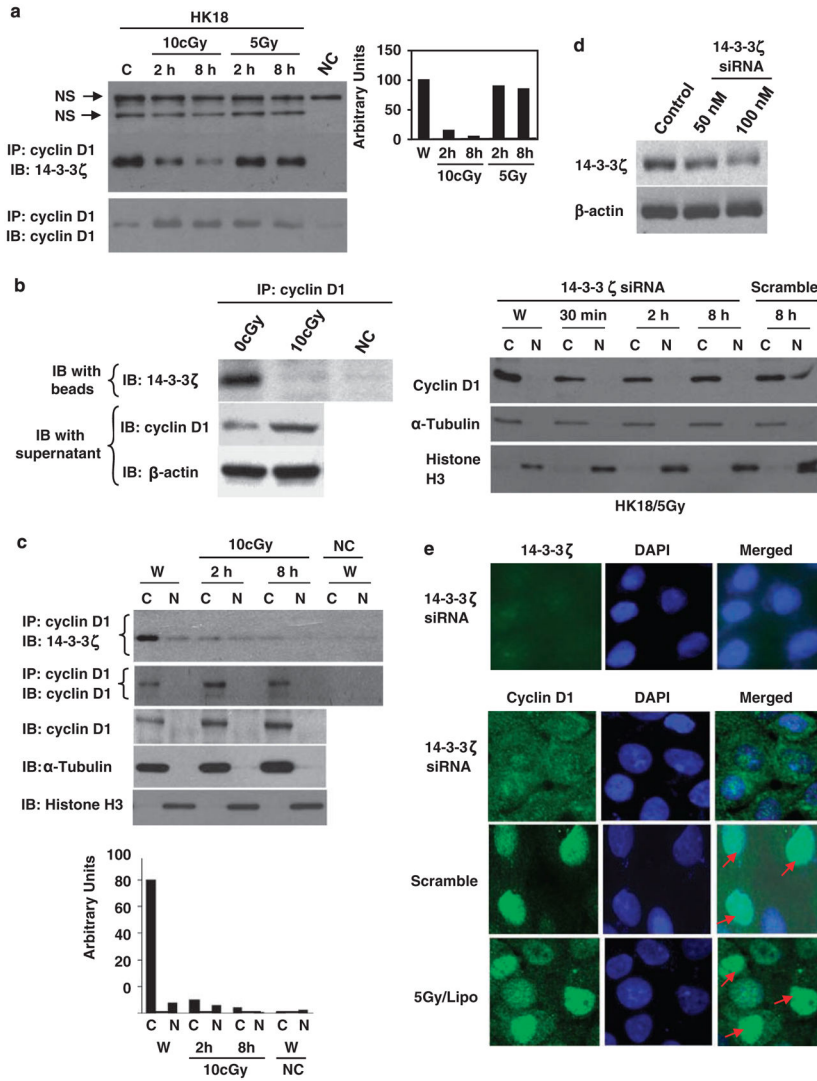 a
HK18
10cGy 5Gy
C 2 h 8 h 2 h 8 h NC
NS
NS
IP: cyclin D1
IB: 14-3-3ζ
IP: cyclin D1
IB: cyclin D1
Arbitrary Units
150
100
50
0
W 2h 8h 2h 8h
10cGy 5Gy
d
14-3-3ζ
siRNA
Control 50 nM 100 nM
14-3-3ζ
β-actin
b
IP: cyclin D1
0cGy 10cGy NC
IB with
beads
IB: 14-3-3ζ
IB with
supernatant
IB: cyclin D1
IB: β-actin
14-3-3 ζ siRNA Scramble
W 30 min 2 h 8 h 8 h
C N C N C N C N C N
Cyclin D1
α-Tubulin
Histone
H3
HK18/5Gy
c
10cGy NC
W 2 h 8 h W
C N C N C N C N
IP: cyclin D1
IB: 14-3-3ζ
IP: cyclin D1
IB: cyclin D1
IB: cyclin D1
IB:α-Tubulin
IB: Histone H3
Arbitrary Units
100
80
60
40
20
0
C N C N C N C N
W 2h 8h W
10cGy NC
e
14-3-3ζ DAPI Merged
14-3-3ζ
siRNA
Cyclin D1 DAPI Merged
14-3-3ζ
siRNA
Scramble
5Gy/Lipo